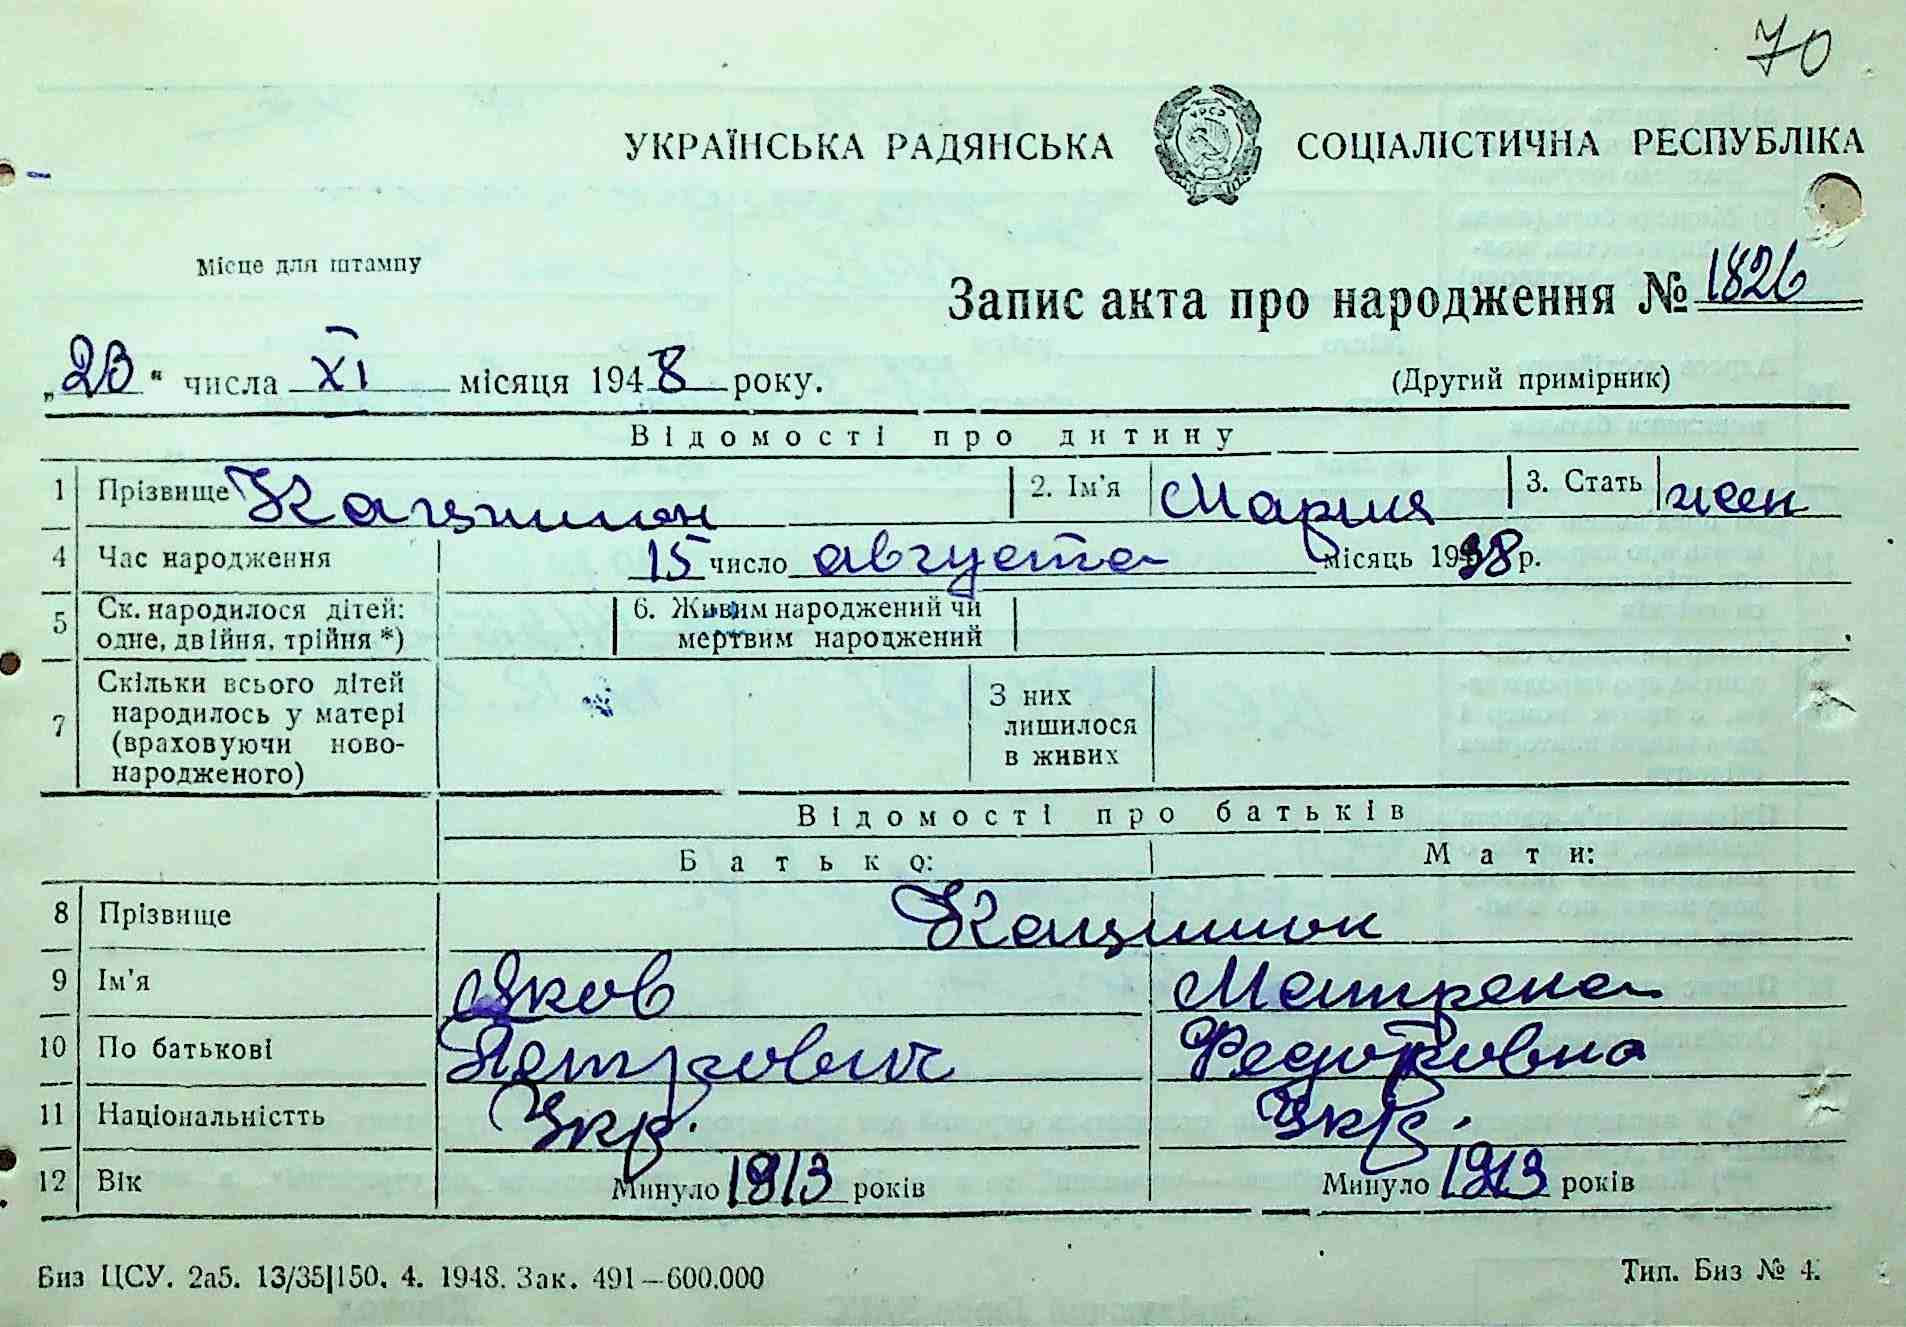 70
УКРАЇНСЬКА РАДЯНСЬКА СОЦІАЛІСТИЧНА РЕСПУБЛІКА
Місце для штампу
Запис акта про народження № 1826
„23“ числа XI місяця 1948 року.
(Другий примірник)
Відомості про дитину
1 Прізвище 2. Ім'я Мария 3. Стать жен
4 Час народження 15 число августа місяць 1938 р.
5 Ск. народилося дітей: одне, двійня, трійня *) 6. Живим народжений чи мертвим народжений
7 Скільки всього дітей народилось у матері (враховуючи новонародженого) З них лишилося в живих
Відомості про батьків
Батько: Мати:
8 Прізвище
9 Ім'я Яков Матрена
10 По батькові Петрович Федотовна
11 Національністть Укр. Укр.
12 Вік Минуло 1913 років Минуло 1913 років
Биз ЦСУ. 2а5. 13/35|150. 4. 1948. Зак. 491—600.000
Тип. Биз № 4.